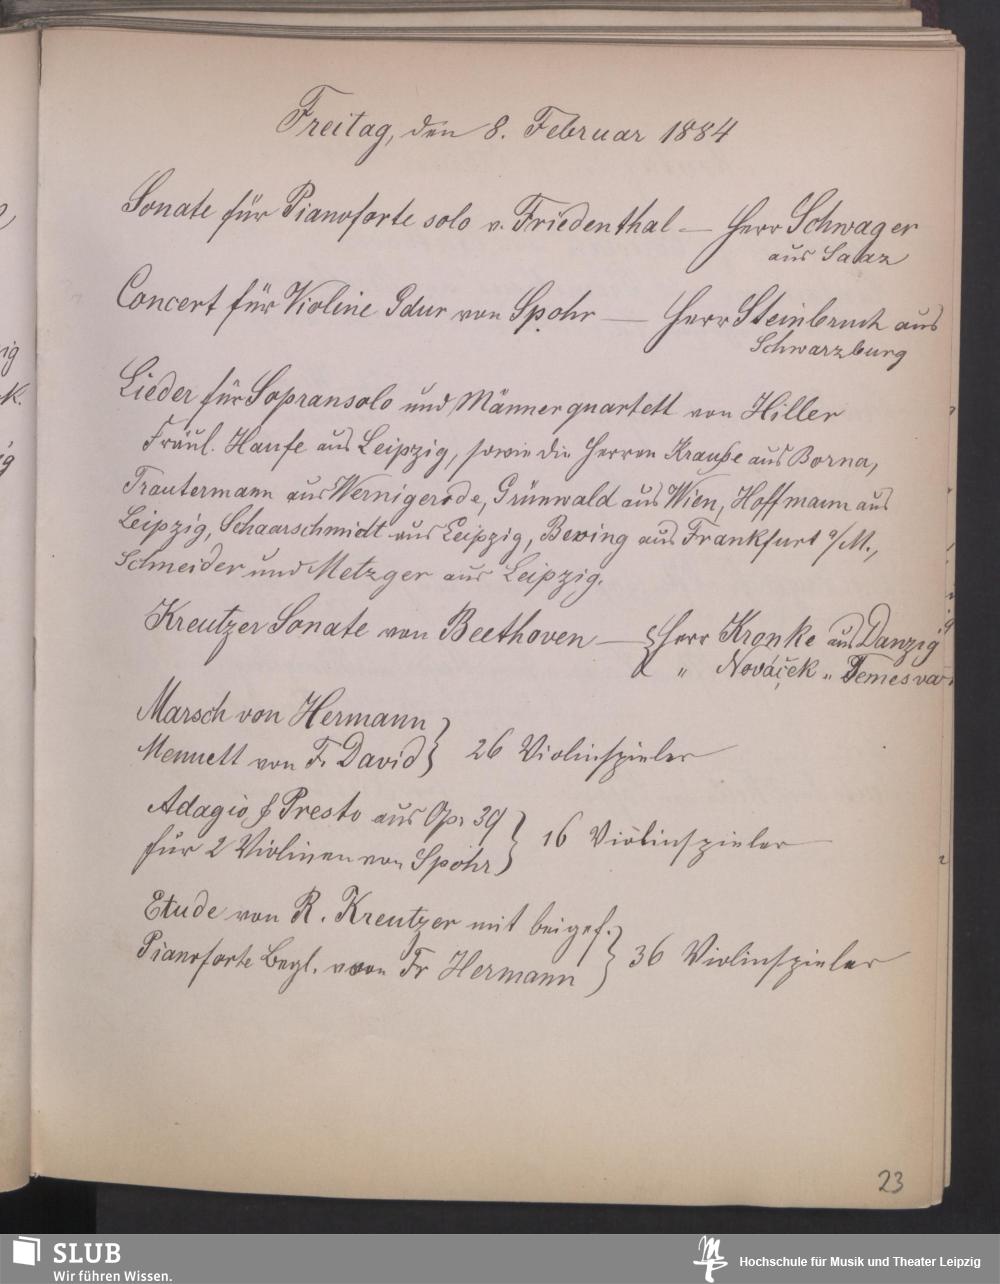 Freitag, den 8. Februar 1884
Sonate für Pianoforte solo v. Friedenthal — Herr Schwager
aus Saaz
Concert für Violine Gdur von Spohr — Herr Steinbruch aus
Schwarzburg
Lieder für Sopransolo und Männerquartett von Hiller
Fräul. Haufe aus Leipzig, sowie die Herren Krauße aus Borna,
Trautermann aus Wernigerode, Grünwald aus Wien, Hoffmann aus
Leipzig, Schaarschmidt aus Leipzig, Bewing aus Frankfurt a/M.,
Schneider und Metzger aus Leipzig.
Kreutzer Sonate von Beethoven — { Herr Kronke aus Danzig
" Nováček " Temesvar
Marsch von Hermann
Menuett von F. David } 26 Violinspieler
Adagio & Presto aus Op. 39
für 2 Violinen von Spohr } 16 Violinspieler
Etude von R. Kreutzer mit beigef.
Pianoforte Begl. von Fr Hermann } 36 Violinspieler
23
SLUB
Wir führen Wissen.
Hochschule für Musik und Theater Leipzig